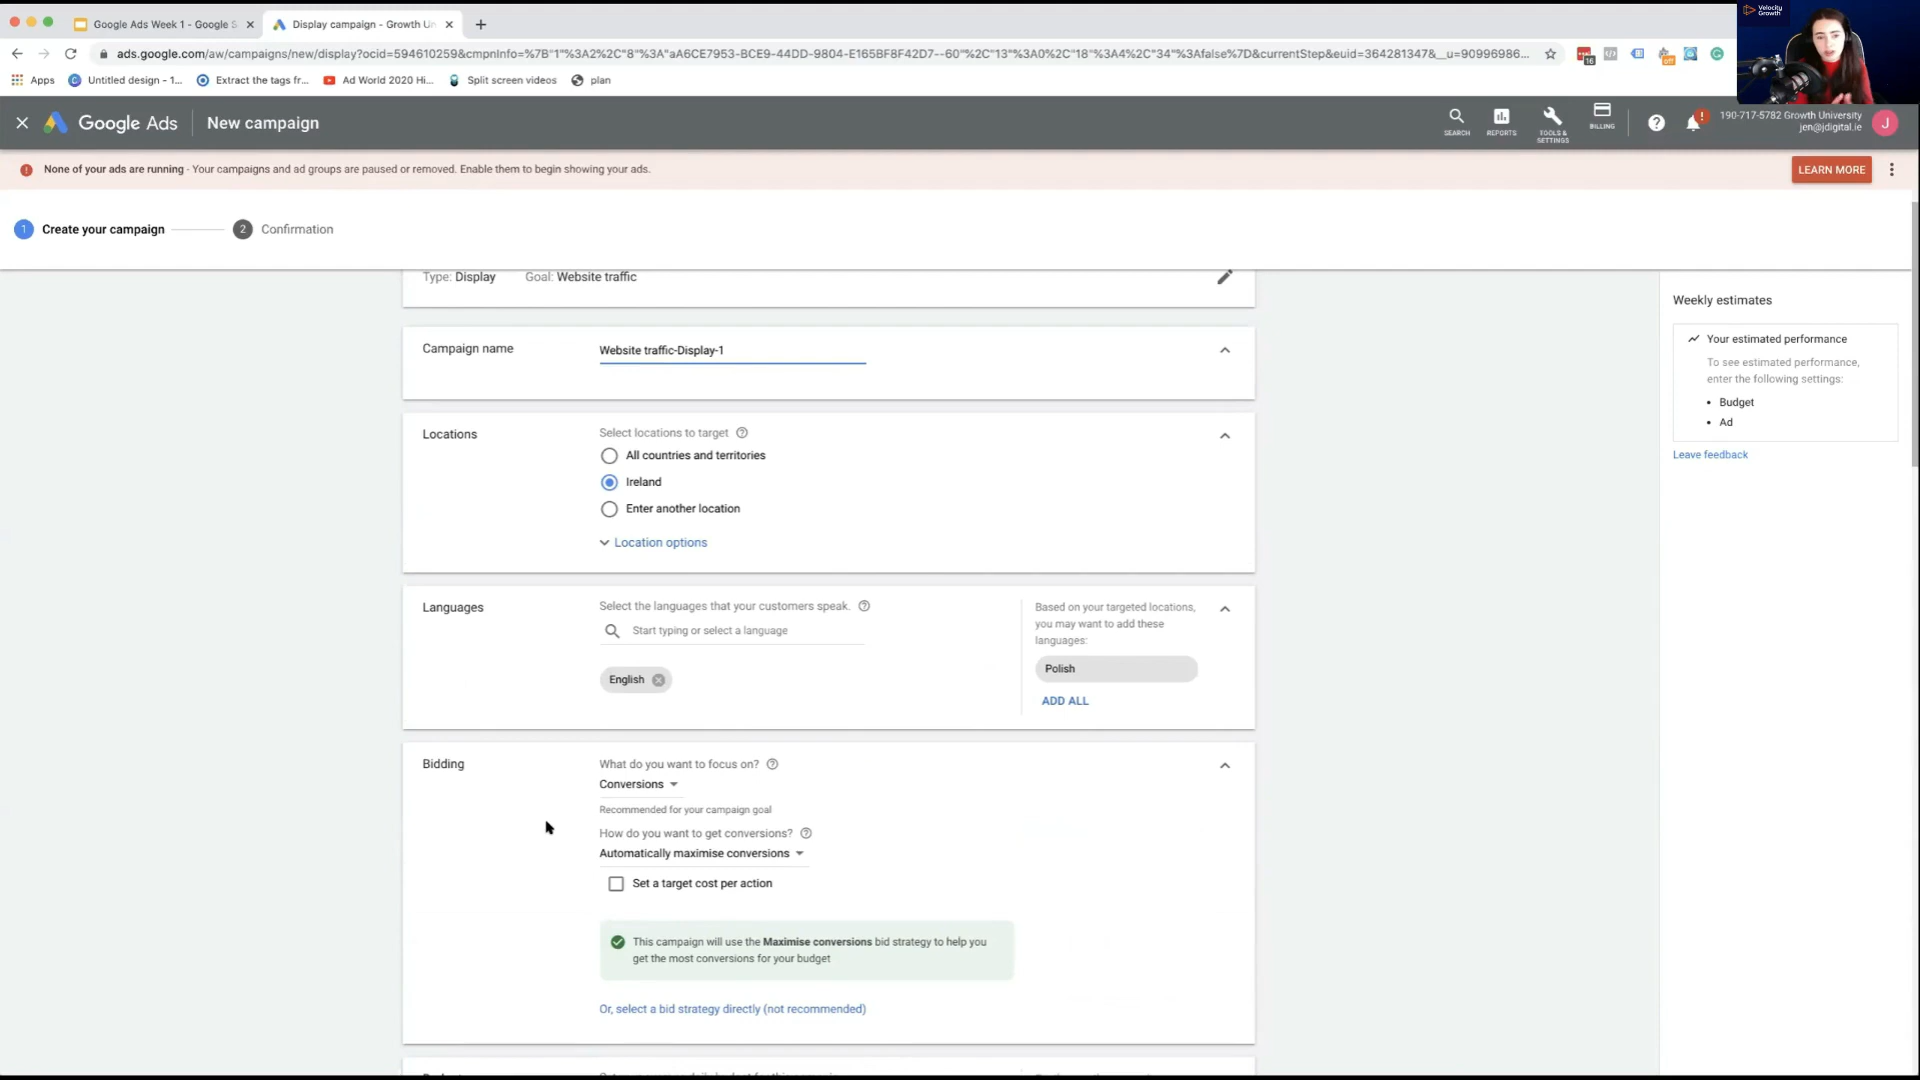 Google Ads Week 1 - Google S
Display campaign - Growth Un
Velocity
Growth
ads.google.com/aw/campaigns/new/display?ocid=594610259&cmpnInfo=%7B"1"%3A2%2C"8"%3A"aA6CE7953-BCE9-44DD-9804-E165BF8F42D7--60"%2C"13"%3A0%2C"18"%3A4%2C"34"%3Afalse%7D&currentStep&euid=364281347&__u=90996986...
16
off
Apps
Untitled design - 1...
Extract the tags fr...
Ad World 2020 Hi...
Split screen videos
plan
Google Ads
New campaign
SEARCH
REPORTS
TOOLS &
SETTINGS
BILLING
190-717-5782 Growth University
jen@jdigital.ie
J
None of your ads are running - Your campaigns and ad groups are paused or removed. Enable them to begin showing your ads.
LEARN MORE
1 Create your campaign
2 Confirmation
Type: Display Goal: Website traffic
Campaign name
Website traffic-Display-1
Locations
Select locations to target
All countries and territories
Ireland
Enter another location
Location options
Languages
Select the languages that your customers speak.
Start typing or select a language
English
Based on your targeted locations,
you may want to add these
languages:
Polish
ADD ALL
Bidding
What do you want to focus on?
Conversions
Recommended for your campaign goal
How do you want to get conversions?
Automatically maximise conversions
Set a target cost per action
This campaign will use the Maximise conversions bid strategy to help you
get the most conversions for your budget
Or, select a bid strategy directly (not recommended)
Weekly estimates
Your estimated performance
To see estimated performance,
enter the following settings:
• Budget
• Ad
Leave feedback